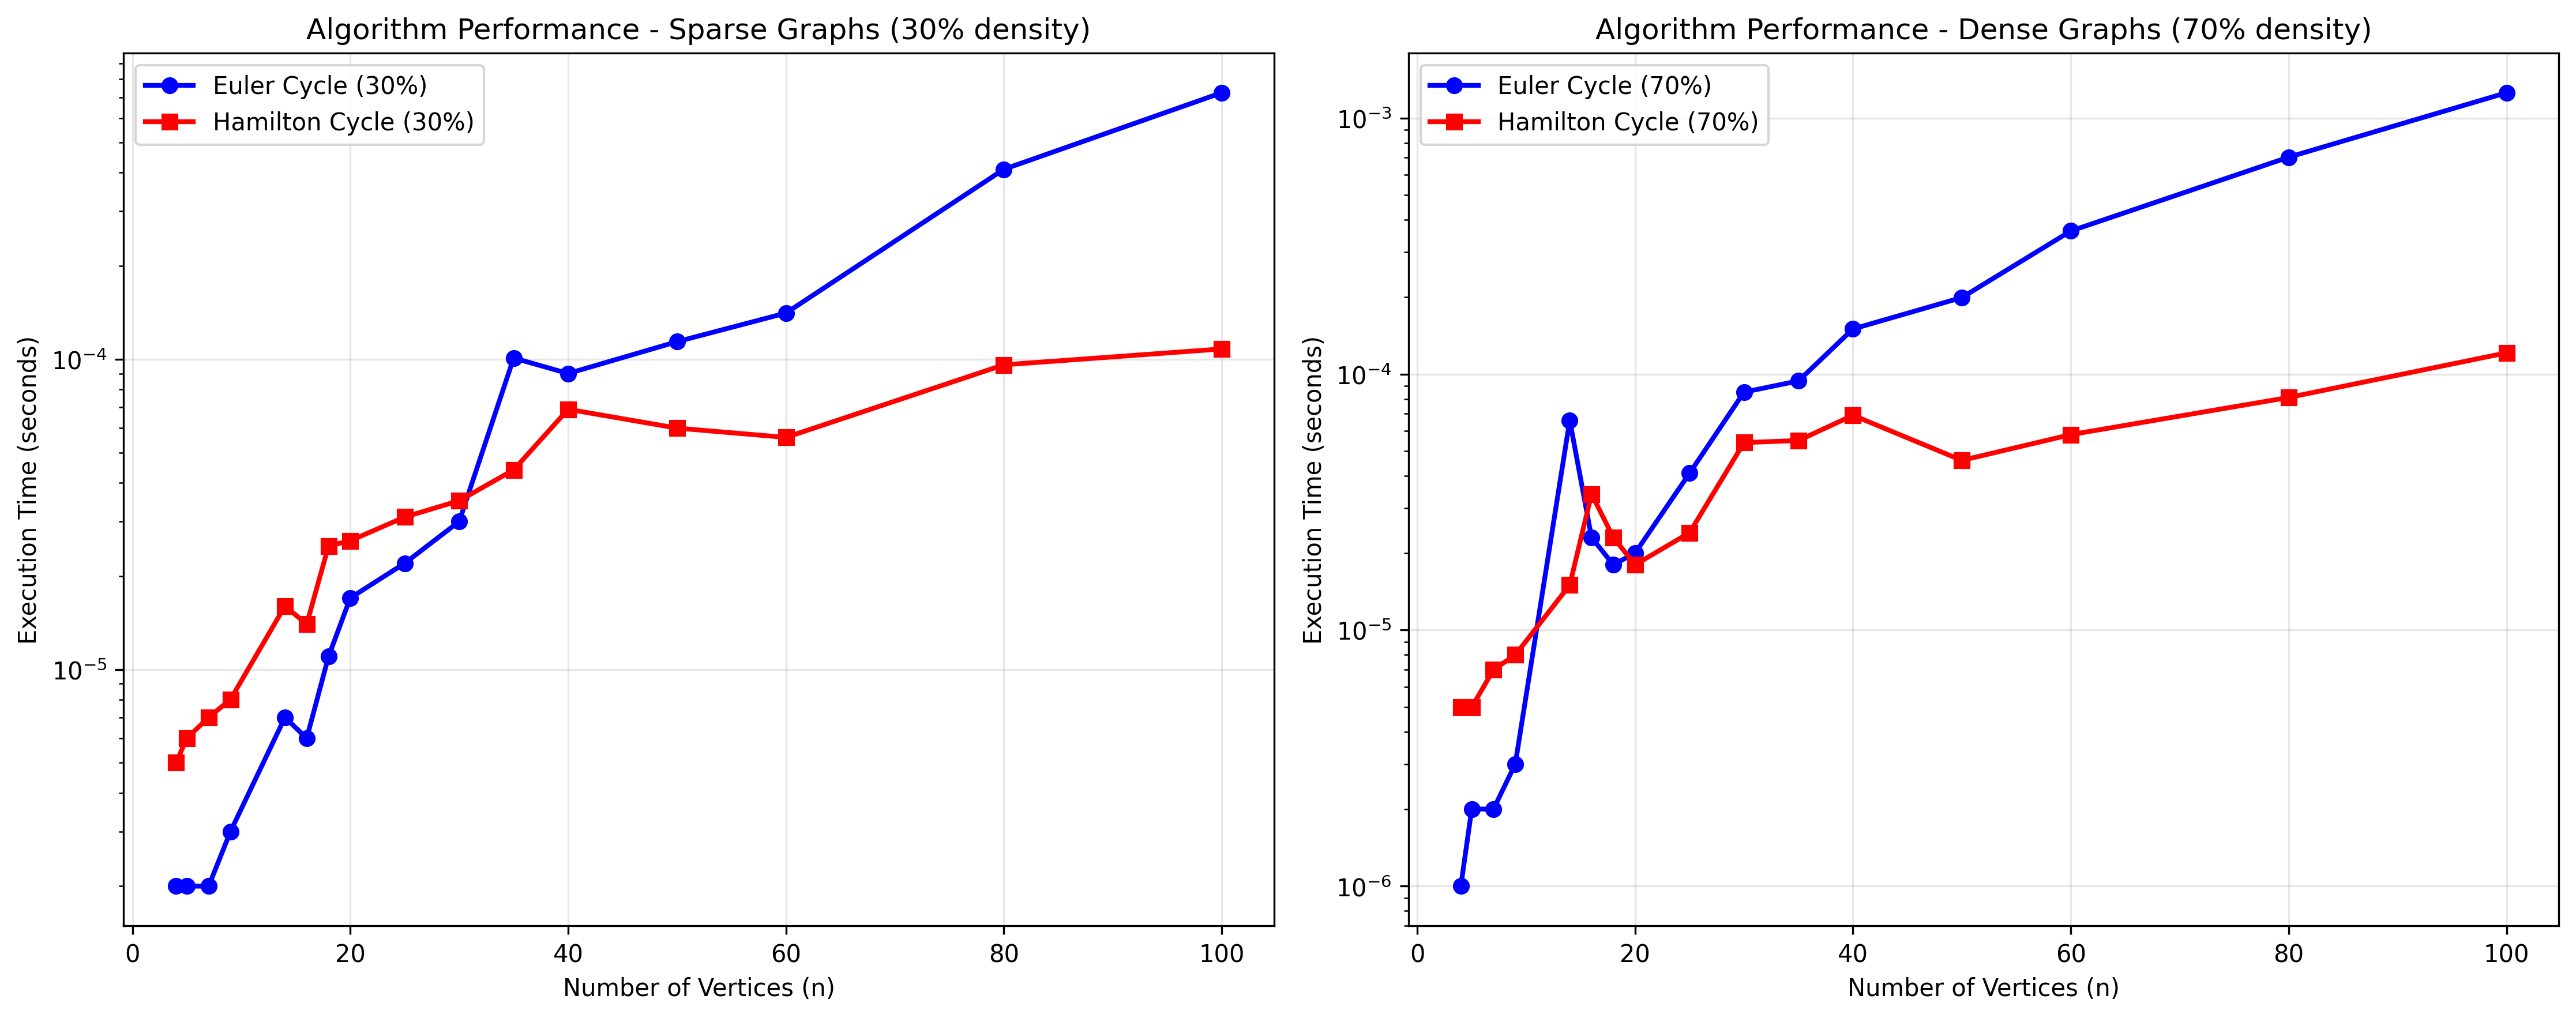 Algorithm Performance - Sparse Graphs (30% density)
Euler Cycle (30%)
Hamilton Cycle (30%)
Execution Time (seconds)
10⁻⁴
10⁻⁵
0 20 40 60 80 100
Number of Vertices (n)
Algorithm Performance - Dense Graphs (70% density)
Euler Cycle (70%)
Hamilton Cycle (70%)
Execution Time (seconds)
10⁻³
10⁻⁴
10⁻⁵
10⁻⁶
0 20 40 60 80 100
Number of Vertices (n)